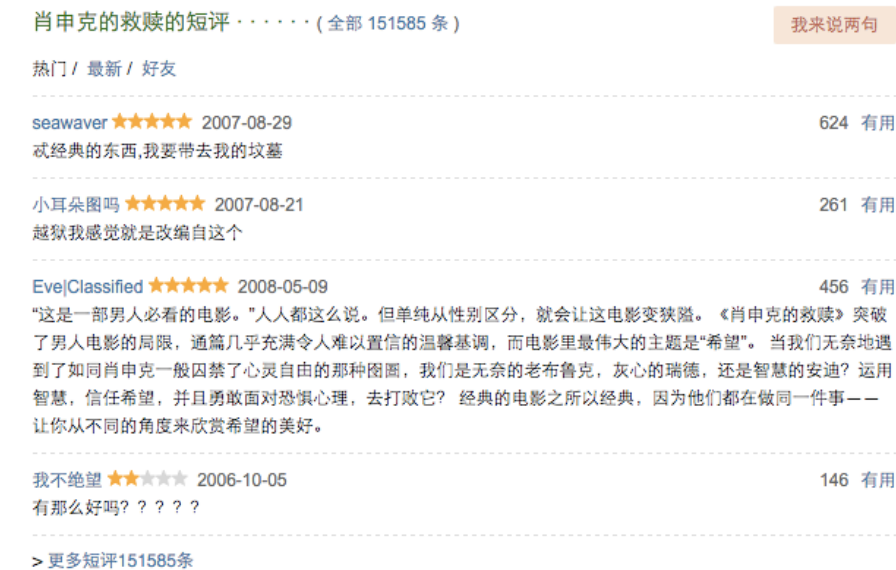 肖申克的救赎的短评 · · · · · · ( 全部 151585 条 )
我来说两句
热门 / 最新 / 好友
seawaver 2007-08-29 624 有用
忒经典的东西,我要带去我的坟墓
小耳朵图吗 2007-08-21 261 有用
越狱我感觉就是改编自这个
Eve|Classified 2008-05-09 456 有用
“这是一部男人必看的电影。”人人都这么说。但单纯从性别区分，就会让这电影变狭隘。《肖申克的救赎》突破
了男人电影的局限，通篇几乎充满令人难以置信的温馨基调，而电影里最伟大的主题是“希望”。 当我们无奈地遇
到了如同肖申克一般囚禁了心灵自由的那种囹圄，我们是无奈的老布鲁克，灰心的瑞德，还是智慧的安迪？运用
智慧，信任希望，并且勇敢面对恐惧心理，去打败它？ 经典的电影之所以经典，因为他们都在做同一件事——
让你从不同的角度来欣赏希望的美好。
我不绝望 2006-10-05 146 有用
有那么好吗？？？？？
> 更多短评151585条